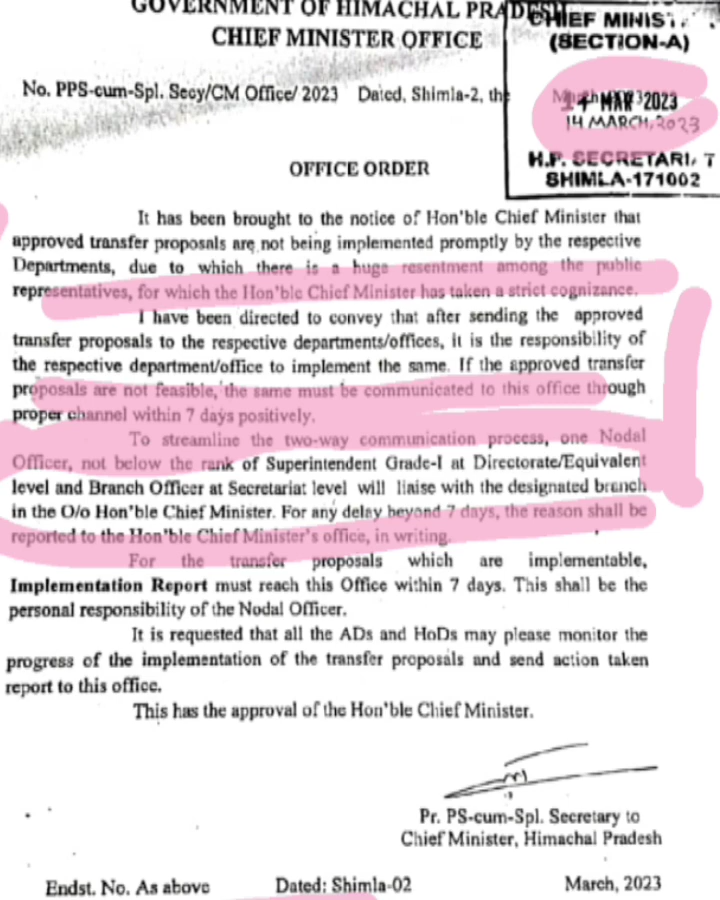 GOVERNMENT OF HIMACHAL PRADESH
CHIEF MINISTER OFFICE
CHIEF MINIS
(SECTION-A)
14 MAR 2023
14 MARCH, 2023
H.P. SECRETARI T
SHIMLA-171002
No. PPS-cum-Spl. Secy/CM Office/ 2023 Dated, Shimla-2, the
OFFICE ORDER
It has been brought to the notice of Hon'ble Chief Minister that
approved transfer proposals are not being implemented promptly by the respective
Departments, due to which there is a huge resentment among the public
representatives, for which the Hon'ble Chief Minister has taken a strict cognizance.
I have been directed to convey that after sending the approved
transfer proposals to the respective departments/offices, it is the responsibility of
the respective department/office to implement the same. If the approved transfer
proposals are not feasible, the same must be communicated to this office through
proper channel within 7 days positively.
To streamline the two-way communication process, one Nodal
Officer, not below the rank of Superintendent Grade-I at Directorate/Equivalent
level and Branch Officer at Secretariat level will liaise with the designated branch
in the O/o Hon'ble Chief Minister. For any delay beyond 7 days, the reason shall be
reported to the Hon'ble Chief Minister's office, in writing.
For the transfer proposals which are implementable,
Implementation Report must reach this Office within 7 days. This shall be the
personal responsibility of the Nodal Officer.
It is requested that all the ADs and HoDs may please monitor the
progress of the implementation of the transfer proposals and send action taken
report to this office.
This has the approval of the Hon'ble Chief Minister.
Pr. PS-cum-Spl. Secretary to
Chief Minister, Himachal Pradesh
Endst. No. As above Dated: Shimla-02 March, 2023